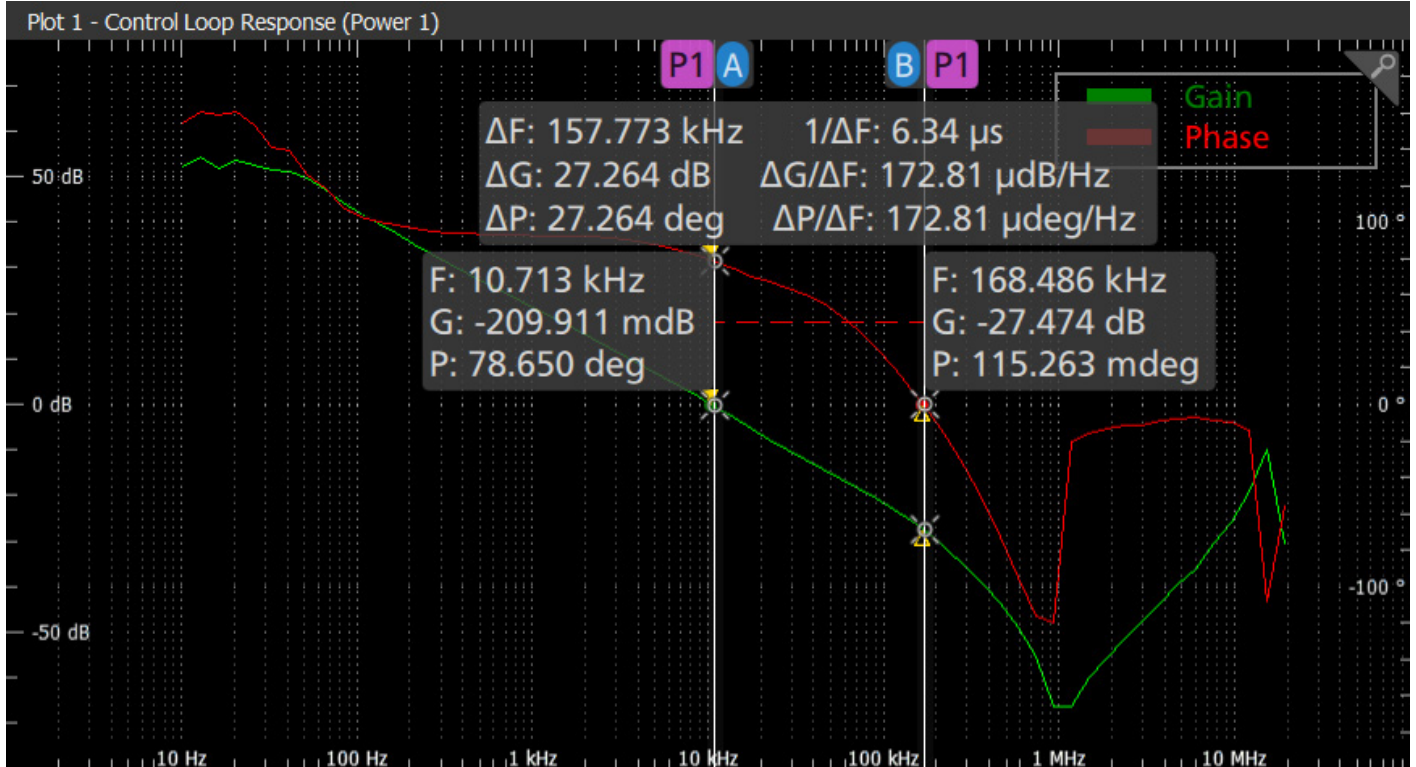 Plot 1 - Control Loop Response (Power 1)
P1 A B P1
Gain
Phase
ΔF: 157.773 kHz 1/ΔF: 6.34 µs
ΔG: 27.264 dB ΔG/ΔF: 172.81 µdB/Hz
ΔP: 27.264 deg ΔP/ΔF: 172.81 µdeg/Hz
50 dB
100 °
F: 10.713 kHz
G: -209.911 mdB
P: 78.650 deg
F: 168.486 kHz
G: -27.474 dB
P: 115.263 mdeg
0 dB
0 °
-100 °
-50 dB
10 Hz 100 Hz 1 kHz 10 kHz 100 kHz 1 MHz 10 MHz